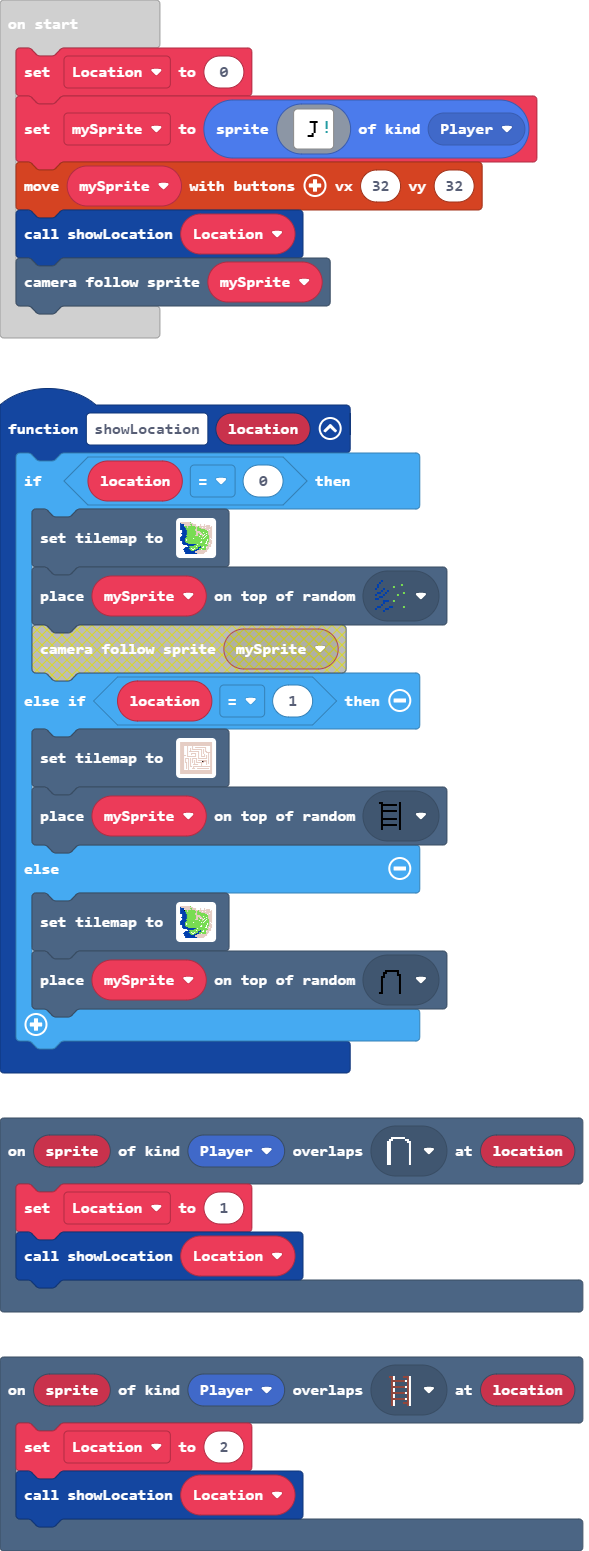 on start
set Location to 0
set mySprite to sprite of kind Player
move mySprite with buttons vx 32 vy 32
call showLocation Location
camera follow sprite mySprite
function showLocation location
if location = 0 then
set tilemap to
place mySprite on top of random
camera follow sprite mySprite
else if location = 1 then
set tilemap to
place mySprite on top of random
else
set tilemap to
place mySprite on top of random
on sprite of kind Player overlaps at location
set Location to 1
call showLocation Location
on sprite of kind Player overlaps at location
set Location to 2
call showLocation Location